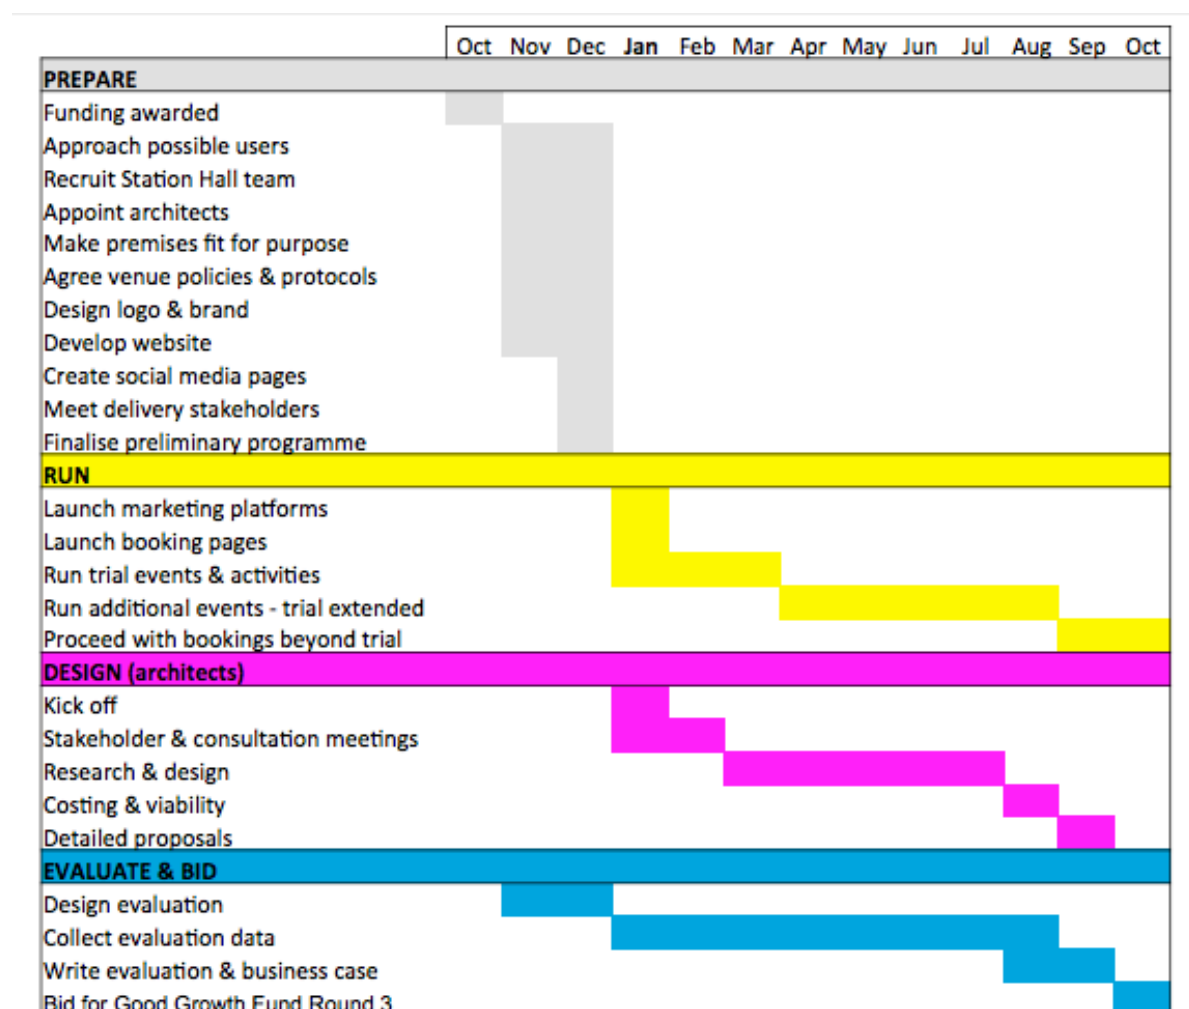 Oct Nov Dec Jan Feb Mar Apr May Jun Jul Aug Sep Oct
PREPARE
Funding awarded
Approach possible users
Recruit Station Hall team
Appoint architects
Make premises fit for purpose
Agree venue policies & protocols
Design logo & brand
Develop website
Create social media pages
Meet delivery stakeholders
Finalise preliminary programme
RUN
Launch marketing platforms
Launch booking pages
Run trial events & activities
Run additional events - trial extended
Proceed with bookings beyond trial
DESIGN (architects)
Kick off
Stakeholder & consultation meetings
Research & design
Costing & viability
Detailed proposals
EVALUATE & BID
Design evaluation
Collect evaluation data
Write evaluation & business case
Bid for Good Growth Fund Round 3